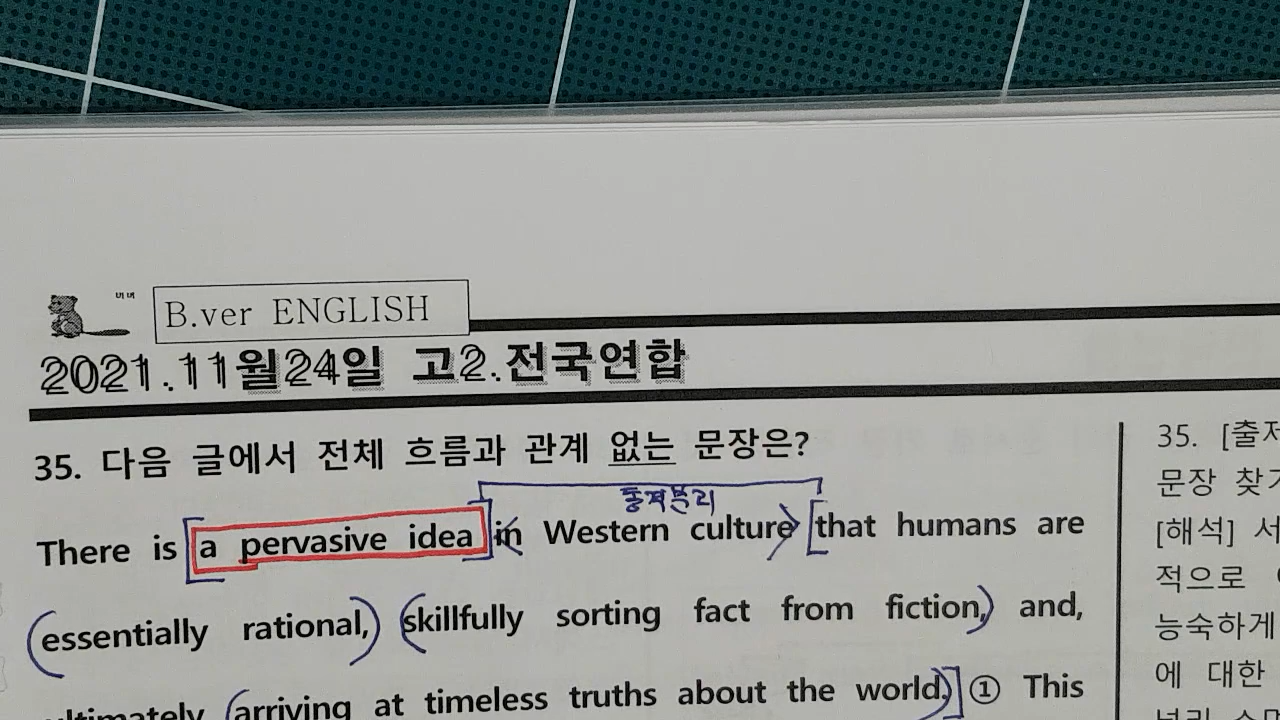 B.ver ENGLISH
2021.11월24일 고2.전국연합
35. 다음 글에서 전체 흐름과 관계 없는 문장은?
동격분리
There is a pervasive idea in Western culture that humans are
essentially rational, skillfully sorting fact from fiction, and,
ultimately arriving at timeless truths about the world. ① This
35. [출제
문장 찾기
[해석] 서
적으로
능숙하게
에 대한